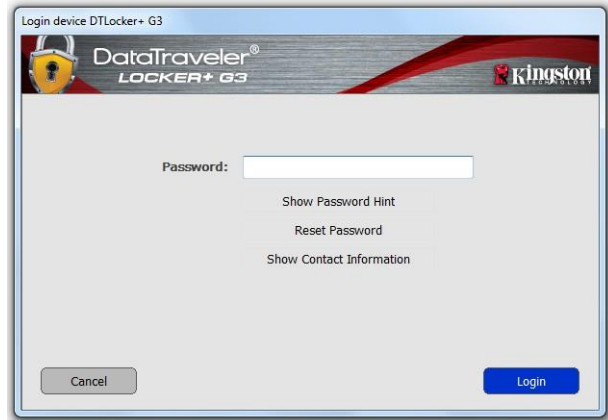 Login device DTLocker+ G3
DataTraveler®
LOCKER+ G3
Kingston
TECHNOLOGY
Password:
Show Password Hint
Reset Password
Show Contact Information
Cancel
Login